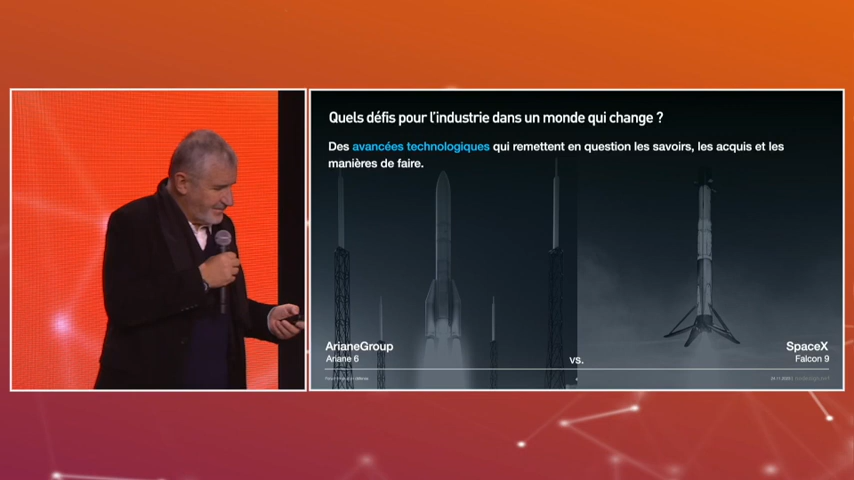 Quels défis pour l'industrie dans un monde qui change ?
Des avancées technologiques qui remettent en question les savoirs, les acquis et les
manières de faire.
ArianeGroup
Ariane 6
vs.
SpaceX
Falcon 9